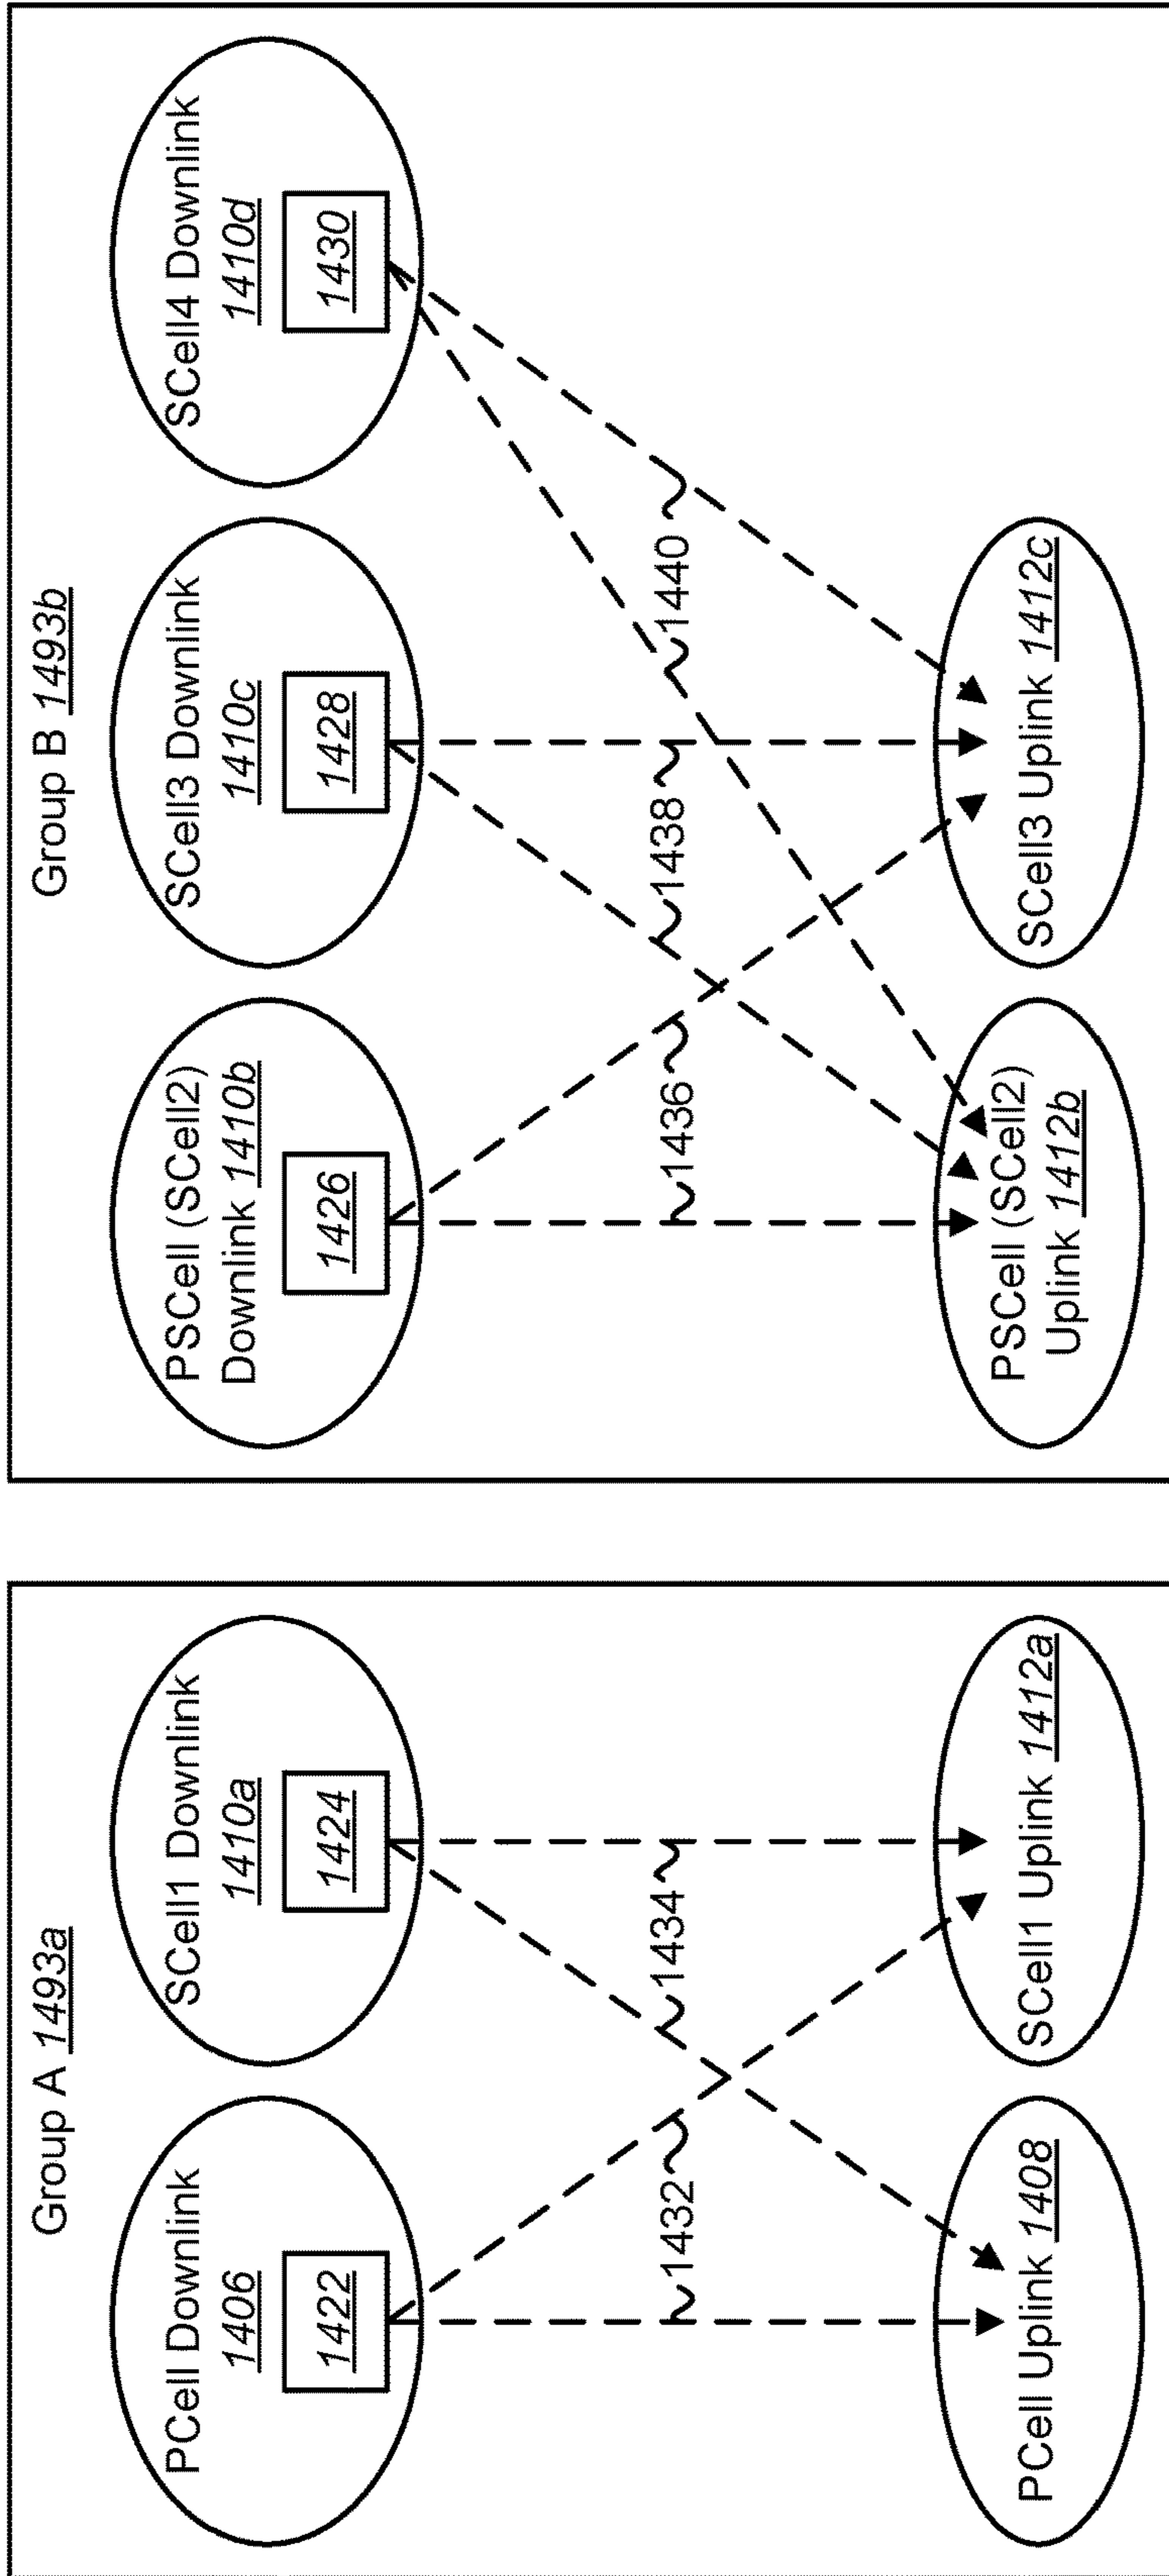 Group A 1493a
PCell Downlink
1406
1422
SCell1 Downlink
1410a
1424
1432
1434
PCell Uplink 1408
SCell1 Uplink 1412a
Group B 1493b
PSCell (SCell2)
Downlink 1410b
1426
SCell3 Downlink
1410c
1428
SCell4 Downlink
1410d
1430
1436
1438
1440
PSCell (SCell2)
Uplink 1412b
SCell3 Uplink 1412c